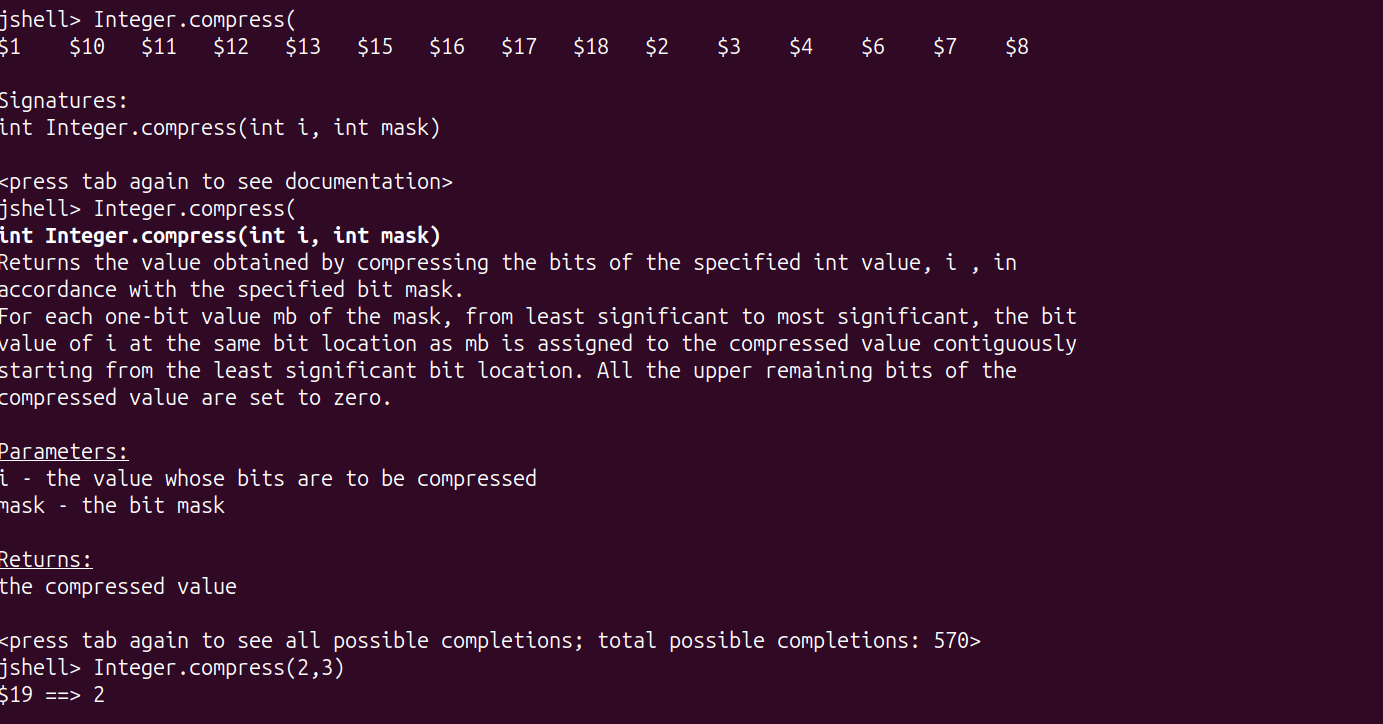 jshell> Integer.compress(
$1 $10 $11 $12 $13 $15 $16 $17 $18 $2 $3 $4 $6 $7 $8
Signatures:
int Integer.compress(int i, int mask)
<press tab again to see documentation>
jshell> Integer.compress(
int Integer.compress(int i, int mask)
Returns the value obtained by compressing the bits of the specified int value, i , in
accordance with the specified bit mask.
For each one-bit value mb of the mask, from least significant to most significant, the bit
value of i at the same bit location as mb is assigned to the compressed value contiguously
starting from the least significant bit location. All the upper remaining bits of the
compressed value are set to zero.
Parameters:
i - the value whose bits are to be compressed
mask - the bit mask
Returns:
the compressed value
<press tab again to see all possible completions; total possible completions: 570>
jshell> Integer.compress(2,3)
$19 ==> 2